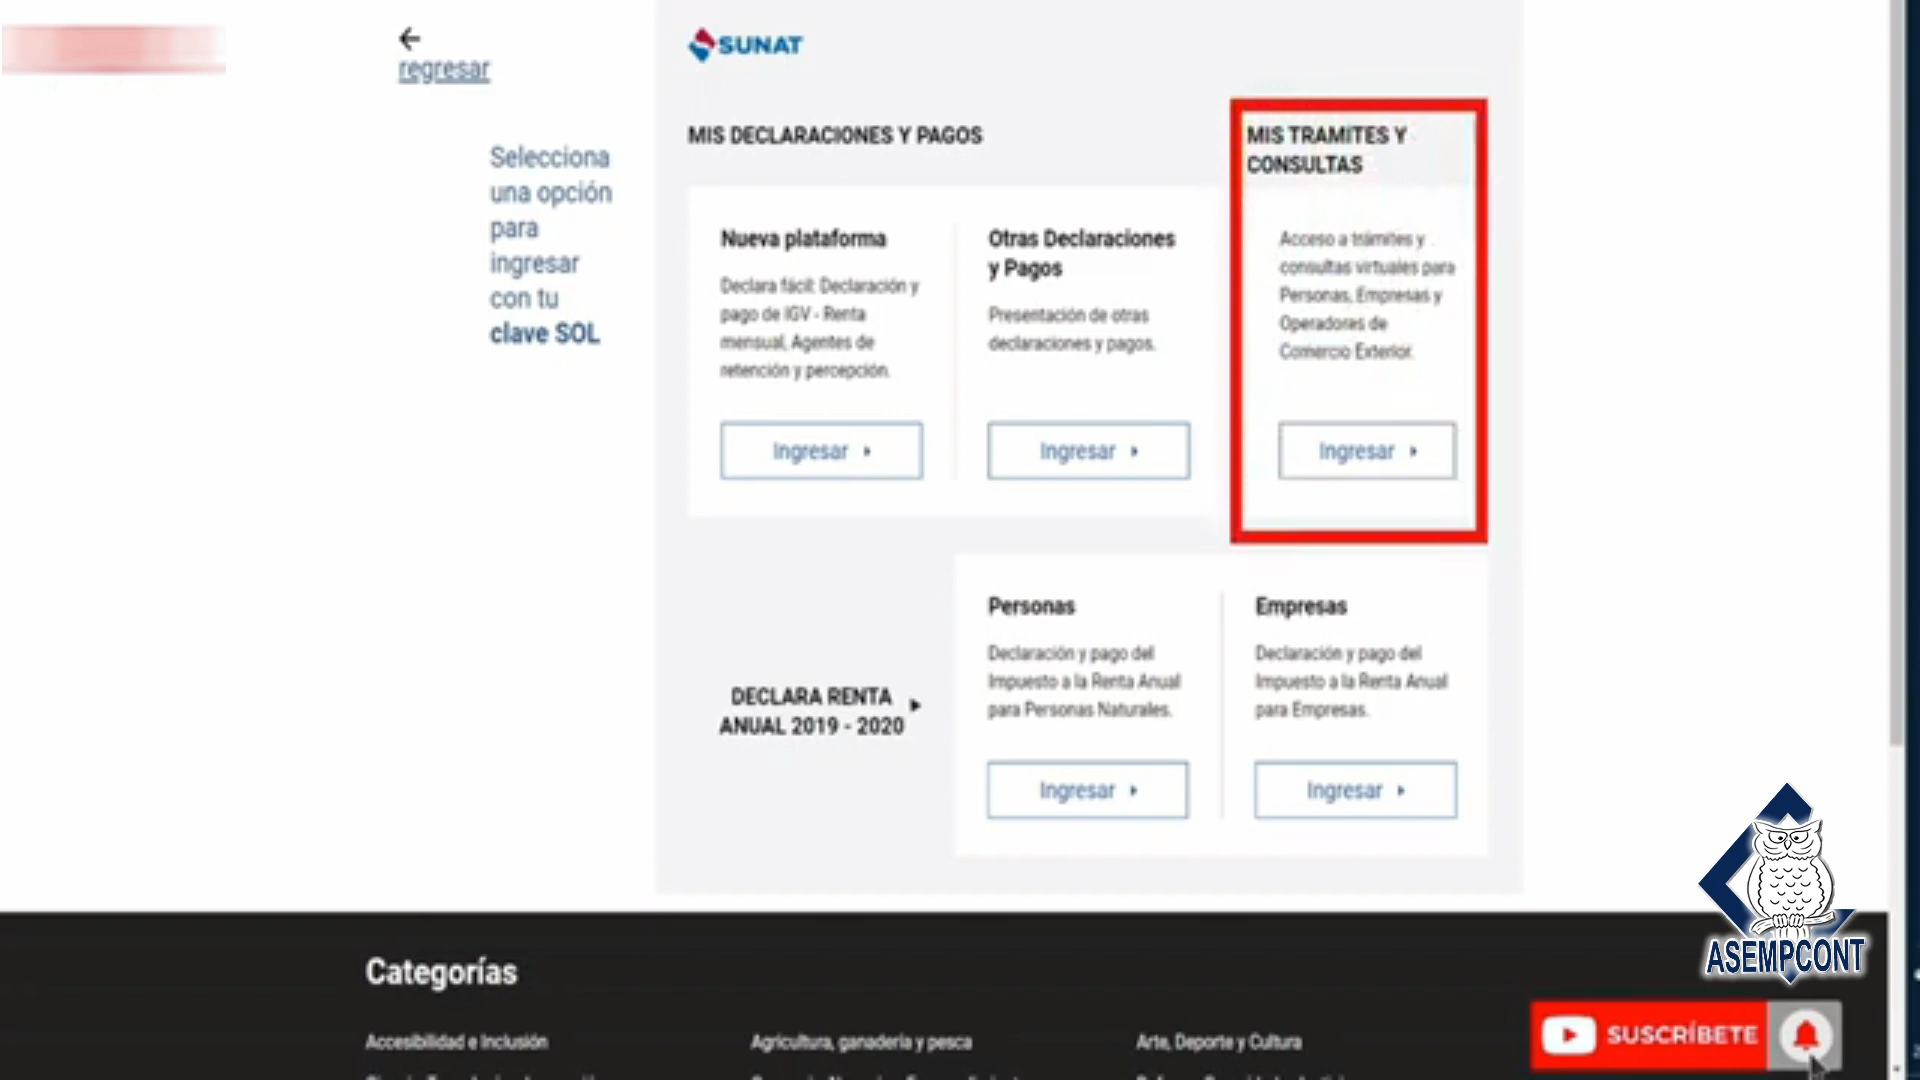 regresar
Selecciona
una opción
para
ingresar
con tu
clave SOL
SUNAT
MIS DECLARACIONES Y PAGOS
Nueva plataforma
Declara fácil: Declaración y
pago de IGV - Renta
mensual, Agentes de
retención y percepción.
Ingresar
Otras Declaraciones
y Pagos
Presentación de otras
declaraciones y pagos.
Ingresar
MIS TRAMITES Y
CONSULTAS
Acceso a trámites y
consultas virtuales para
Personas, Empresas y
Operadores de
Comercio Exterior.
Ingresar
DECLARA RENTA
ANUAL 2019 - 2020
Personas
Declaración y pago del
Impuesto a la Renta Anual
para Personas Naturales.
Ingresar
Empresas
Declaración y pago del
Impuesto a la Renta Anual
para Empresas.
Ingresar
ASEMPCONT
Categorías
Accesibilidad e Inclusión
Agricultura, ganadería y pesca
Arte, Deporte y Cultura
SUSCRÍBETE